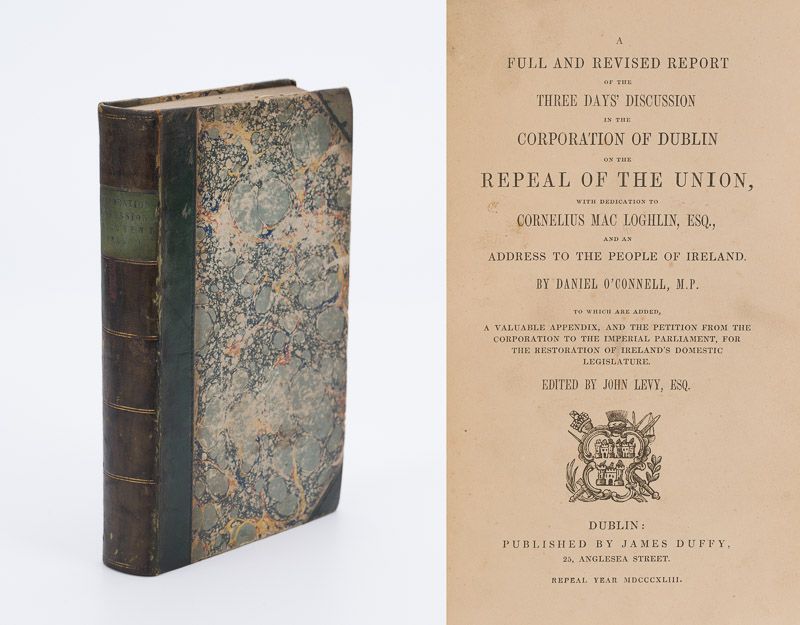 A
FULL AND REVISED REPORT
OF THE
THREE DAYS' DISCUSSION
IN THE
CORPORATION OF DUBLIN
ON THE
REPEAL OF THE UNION,
WITH DEDICATION TO
CORNELIUS MAC LOGHLIN, ESQ.,
AND AN
ADDRESS TO THE PEOPLE OF IRELAND.
BY DANIEL O'CONNELL, M.P.
TO WHICH ARE ADDED,
A VALUABLE APPENDIX, AND THE PETITION FROM THE
CORPORATION TO THE IMPERIAL PARLIAMENT, FOR
THE RESTORATION OF IRELAND'S DOMESTIC
LEGISLATURE.
EDITED BY JOHN LEVY, ESQ.
DUBLIN:
PUBLISHED BY JAMES DUFFY,
25, ANGLESEA STREET.
REPEAL YEAR MDCCCXLIII.